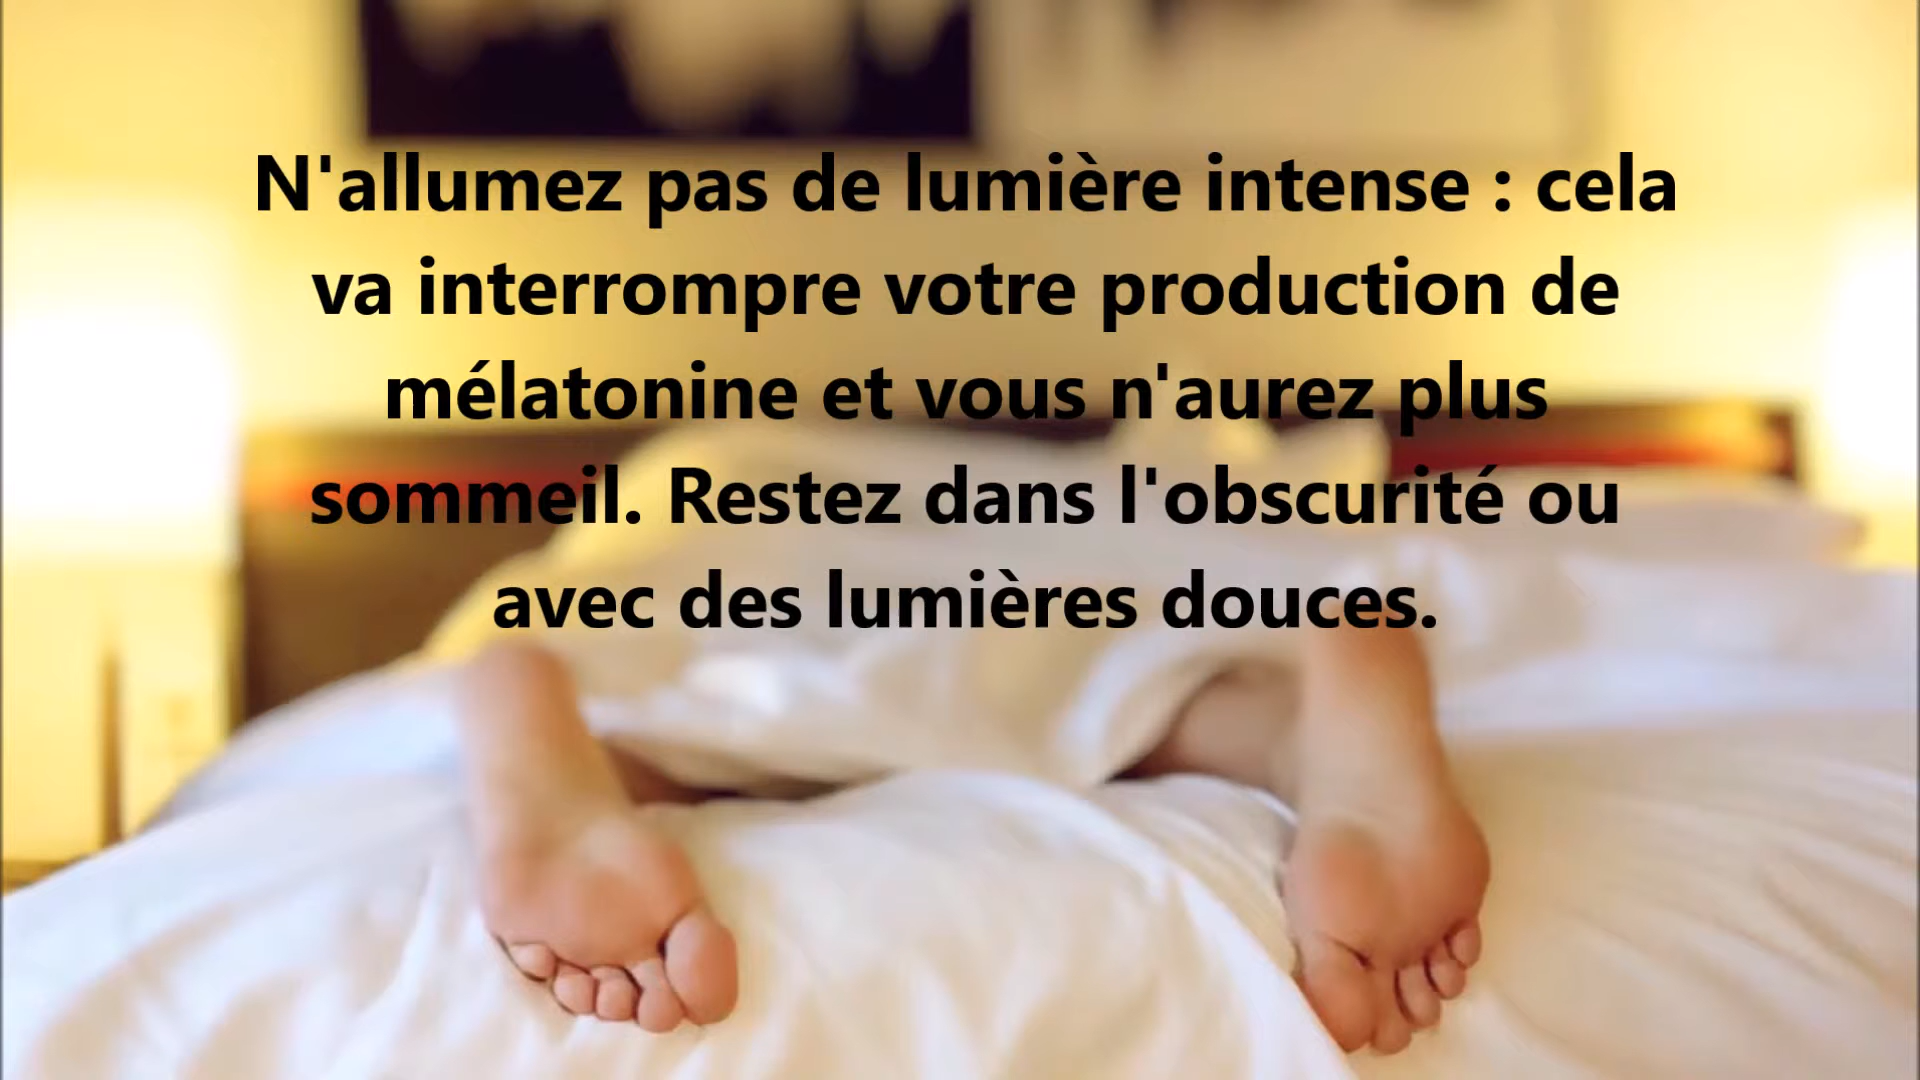 N'allumez pas de lumière intense : cela
va interrompre votre production de
mélatonine et vous n'aurez plus
sommeil. Restez dans l'obscurité ou
avec des lumières douces.